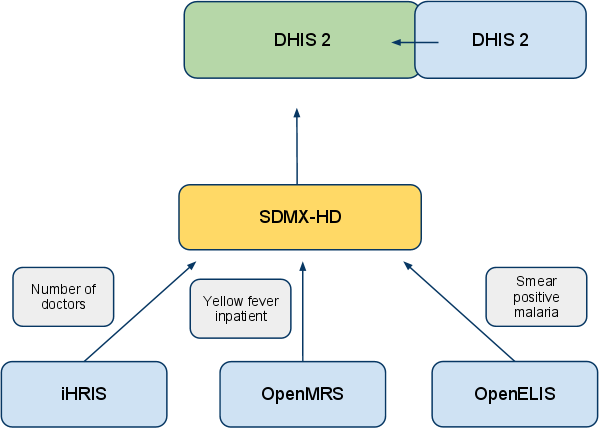 DHIS 2
DHIS 2
SDMX-HD
Number of
doctors
Yellow fever
inpatient
Smear
positive
malaria
iHRIS
OpenMRS
OpenELIS